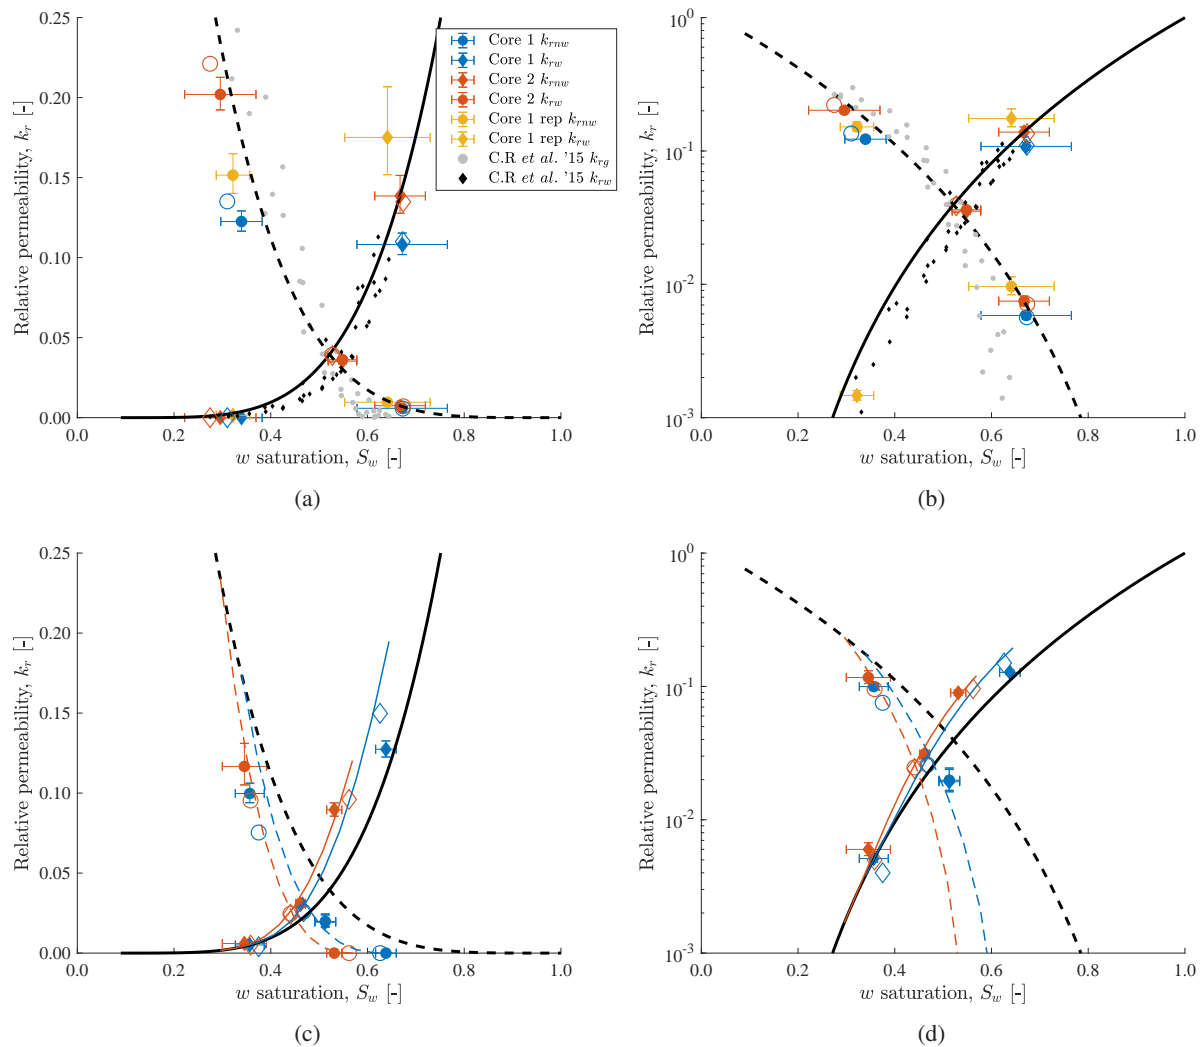 0.25
0.20
0.15
0.10
0.05
0.00
Relative permeability, k_r [-]
0.0 0.2 0.4 0.6 0.8 1.0
w saturation, S_w [-]
Core 1 k_rnw
Core 1 k_rw
Core 2 k_rnw
Core 2 k_rw
Core 1 rep k_rnw
Core 1 rep k_rw
C.R et al. '15 k_rg
C.R et al. '15 k_rw
(a)
10^0
10^-1
10^-2
10^-3
Relative permeability, k_r [-]
0.0 0.2 0.4 0.6 0.8 1.0
w saturation, S_w [-]
(b)
0.25
0.20
0.15
0.10
0.05
0.00
Relative permeability, k_r [-]
0.0 0.2 0.4 0.6 0.8 1.0
w saturation, S_w [-]
(c)
10^0
10^-1
10^-2
10^-3
Relative permeability, k_r [-]
0.0 0.2 0.4 0.6 0.8 1.0
w saturation, S_w [-]
(d)